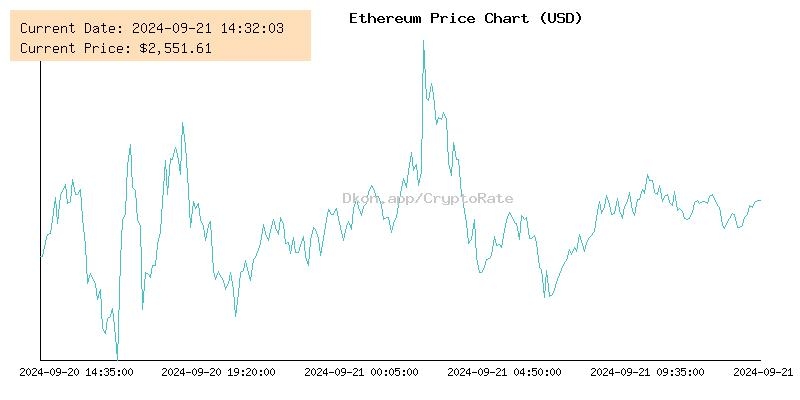 Ethereum Price Chart (USD)
Current Date: 2024-09-21 14:32:03
Current Price: $2,551.61
Dkon.app/CryptoRate
2024-09-20 14:35:00
2024-09-20 19:20:00
2024-09-21 00:05:00
2024-09-21 04:50:00
2024-09-21 09:35:00
2024-09-21